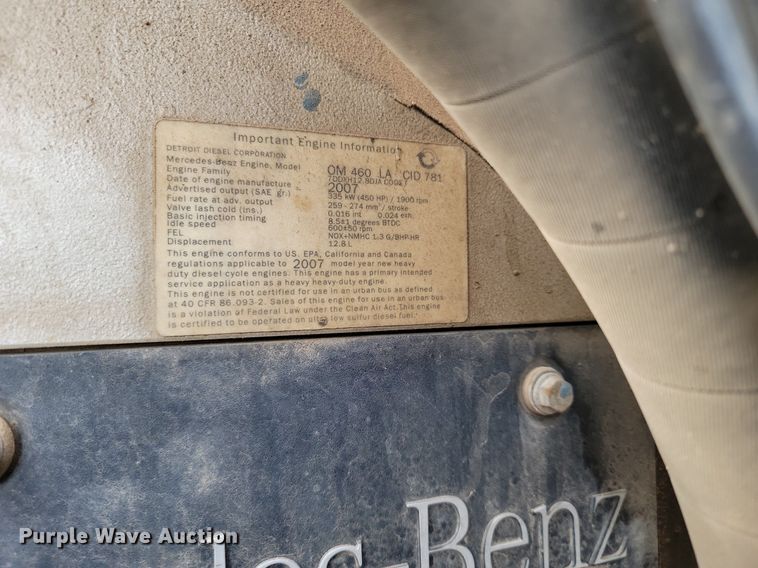 Important Engine Information
DETROIT DIESEL CORPORATION
Mercedes-Benz Engine, Model OM 460 LA CID 781
Engine Family
Date of engine manufacture 2007
Advertised output (SAE gr.) 335 kW (450 HP) / 1900 rpm
Fuel rate at adv. output 259 - 274 mm³/ stroke
Valve lash cold (ins.) 0.016 int 0.024 exh.
Basic injection timing 8.5±1 degrees BTDC
Idle speed 600±50 rpm
FEL NOX+NMHC 1.3 G/BHP-HR
Displacement 12.8 L
This engine conforms to US. EPA, California and Canada
regulations applicable to 2007 model year new heavy
duty diesel cycle engines. This engine has a primary intended
service application as a heavy heavy-duty engine.
This engine is not certified for use in an urban bus as defined
at 40 CFR 86.093-2. Sales of this engine for use in an urban bus
is a violation of Federal Law under the Clean Air Act.This engine
is certified to be operated on ultra low sulfur diesel fuel.
des-Benz
Purple Wave Auction